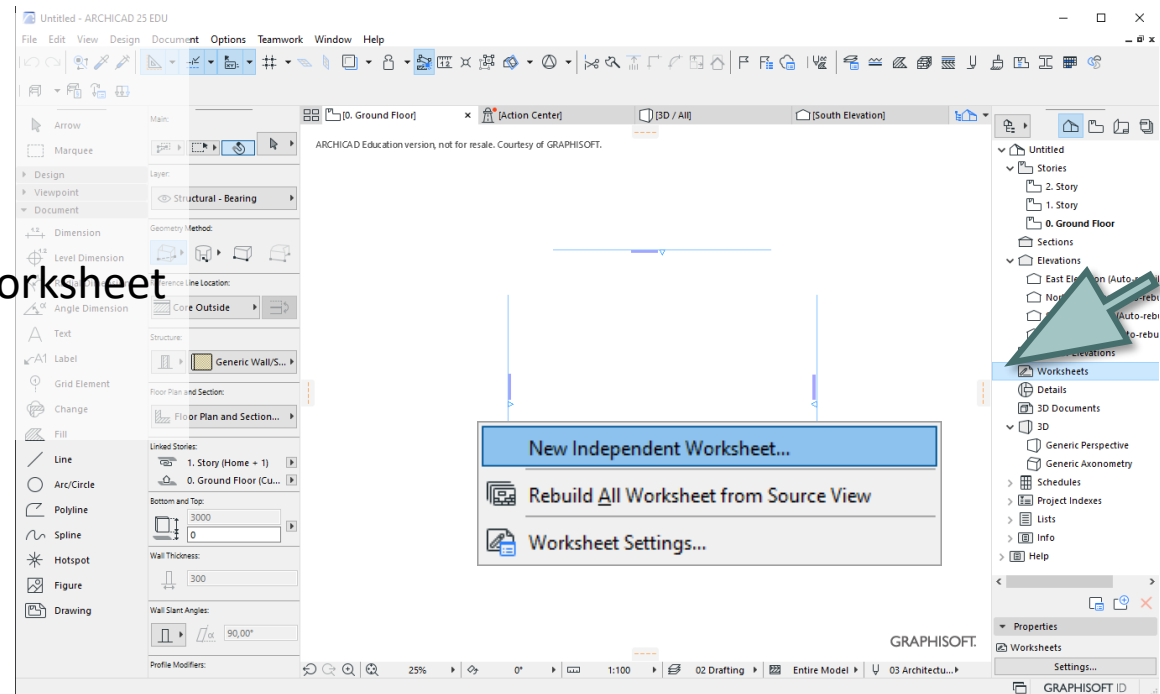 Untitled - ARCHICAD 25 EDU
File Edit View Design Document Options Teamwork Window Help
[0. Ground Floor] [Action Center] [3D / All] [South Elevation]
ARCHICAD Education version, not for resale. Courtesy of GRAPHISOFT.
Arrow
Marquee
Design
Viewpoint
Document
Dimension
Level Dimension
Angle Dimension
Text
Label
Grid Element
Change
Fill
Line
Arc/Circle
Polyline
Spline
Hotspot
Figure
Drawing
orksheet
Main:
Layer:
Structural - Bearing
Geometry Method:
Reference Line Location:
Core Outside
Structure:
Generic Wall/S...
Floor Plan and Section:
Floor Plan and Section...
Linked Stories:
1. Story (Home + 1)
0. Ground Floor (Cu...
Bottom and Top:
3000
0
Wall Thickness:
300
Wall Slant Angles:
90,00°
Profile Modifiers:
New Independent Worksheet...
Rebuild All Worksheet from Source View
Worksheet Settings...
GRAPHISOFT.
25% 0° 1:100 02 Drafting Entire Model 03 Architectu...
Untitled
Stories
2. Story
1. Story
0. Ground Floor
Sections
Elevations
East (Auto-
Auto-rebu
(Auto-reb
to-rebu
Elevations
Worksheets
Details
3D Documents
3D
Generic Perspective
Generic Axonometry
Schedules
Project Indexes
Lists
Info
Help
Properties
Worksheets
Settings...
GRAPHISOFT ID